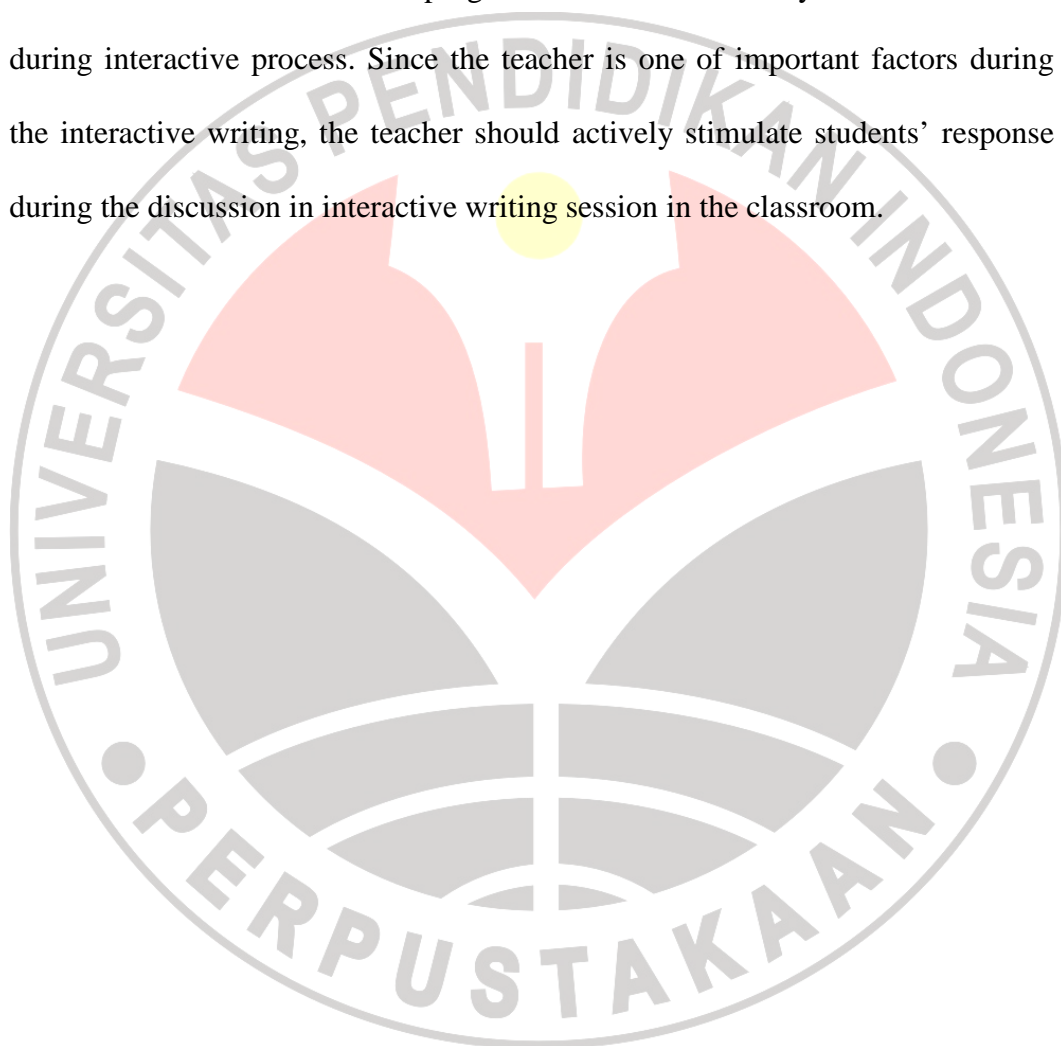 during interactive process. Since the teacher is one of important factors during
the interactive writing, the teacher should actively stimulate students’ response
during the discussion in interactive writing session in the classroom.
UNIVERSITAS PENDIDIKAN INDONESIA
PERPUSTAKAAN